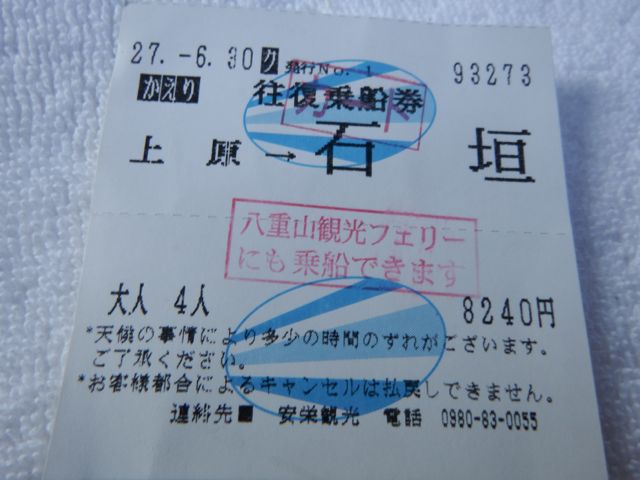 27.-6.30 ク 発行No. 1 93273
かえり 往復乗船券
カード
上原→石垣
八重山観光フェリー
にも乗船できます
大人 4人 8240円
*天候の事情により多少の時間のずれがございます。
ご了承ください。
*お客様都合によるキャンセルは払戻しできません。
連絡先■ 安栄観光 電話 0980-83-0055